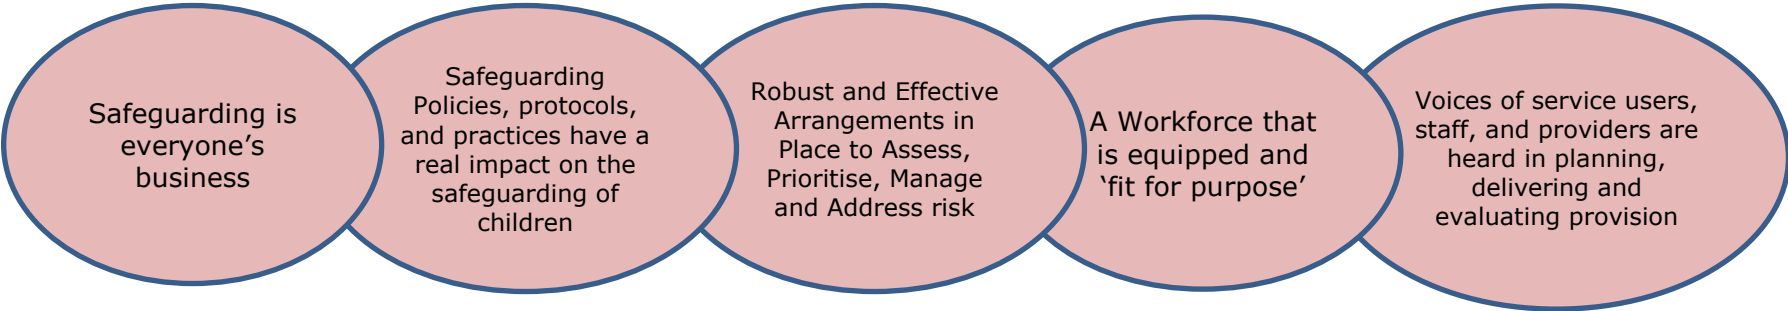 Safeguarding is
everyone’s
business
Safeguarding
Policies, protocols,
and practices have a
real impact on the
safeguarding of
children
Robust and Effective
Arrangements in
Place to Assess,
Prioritise, Manage
and Address risk
A Workforce that
is equipped and
‘fit for purpose’
Voices of service users,
staff, and providers are
heard in planning,
delivering and
evaluating provision